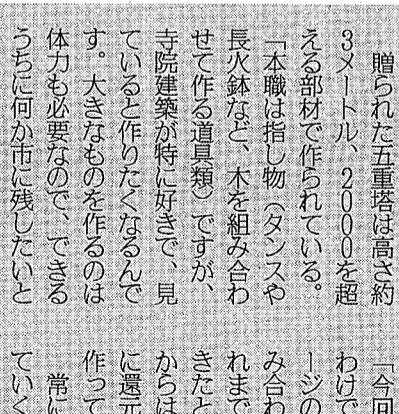 贈られた五重塔は高さ約
3メートル、2000を超
える部材で作られている。
「本職は指し物（タンスや
長火鉢など、木を組み合わ
せて作る道具類）ですが、
寺院建築が特に好きで、見
ていると作りたくなるんで
す。大きなものを作るのは
体力も必要なので、できる
うちに何か市に残したいと
「今回
わけで
ージの
み合わ
れまで
きたと
からは
に還元
作って
常に
ていく